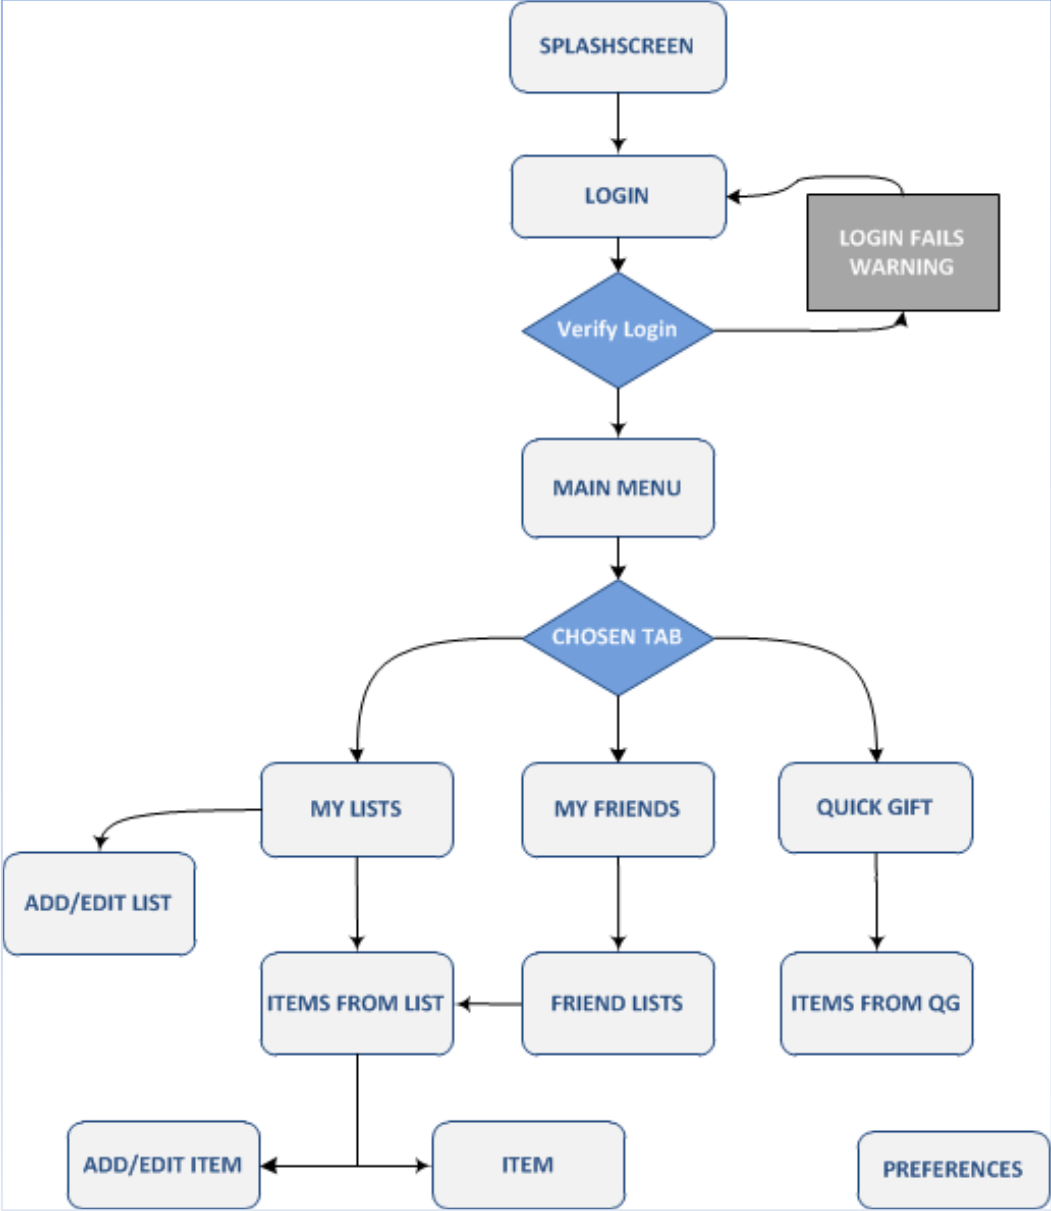 SPLASHSCREEN
LOGIN
LOGIN FAILS
WARNING
Verify Login
MAIN MENU
CHOSEN TAB
MY LISTS
MY FRIENDS
QUICK GIFT
ADD/EDIT LIST
ITEMS FROM LIST
FRIEND LISTS
ITEMS FROM QG
ADD/EDIT ITEM
ITEM
PREFERENCES